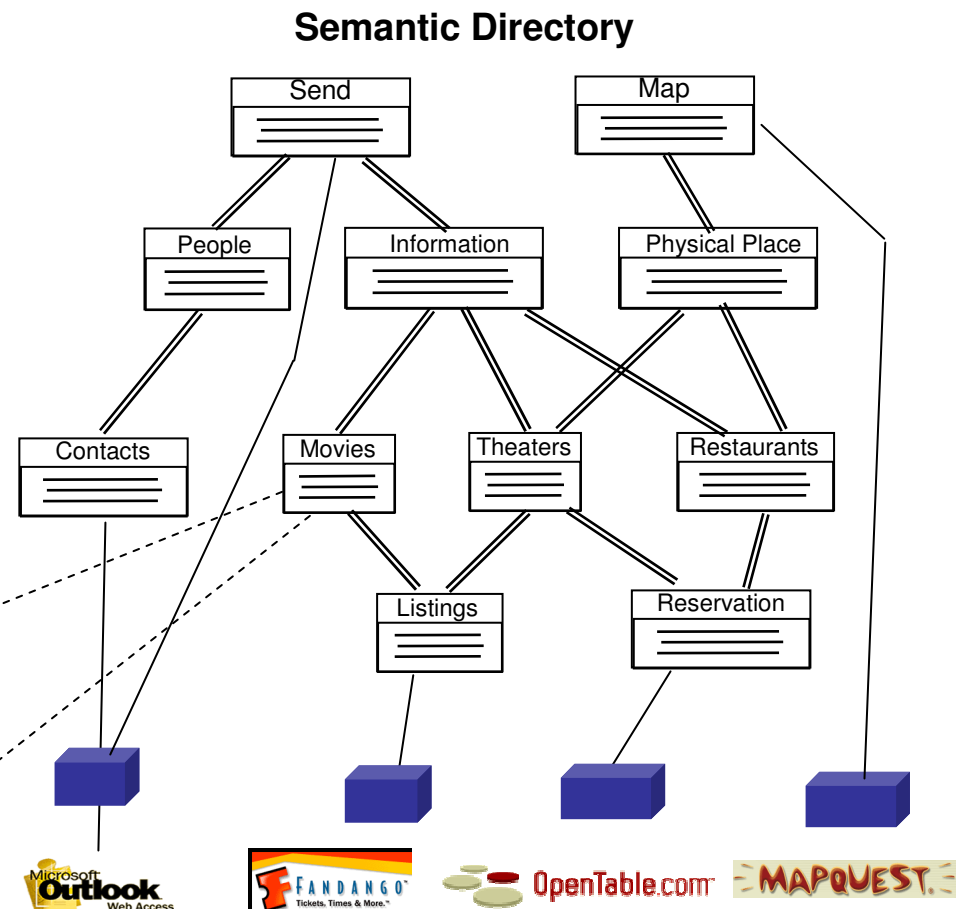 Semantic Directory
Send
Map
People
Information
Physical Place
Contacts
Movies
Theaters
Restaurants
Listings
Reservation
Microsoft
Outlook
Web Access
FANDANGO
Tickets. Times & More.™
OpenTable.com
MAPQUEST.